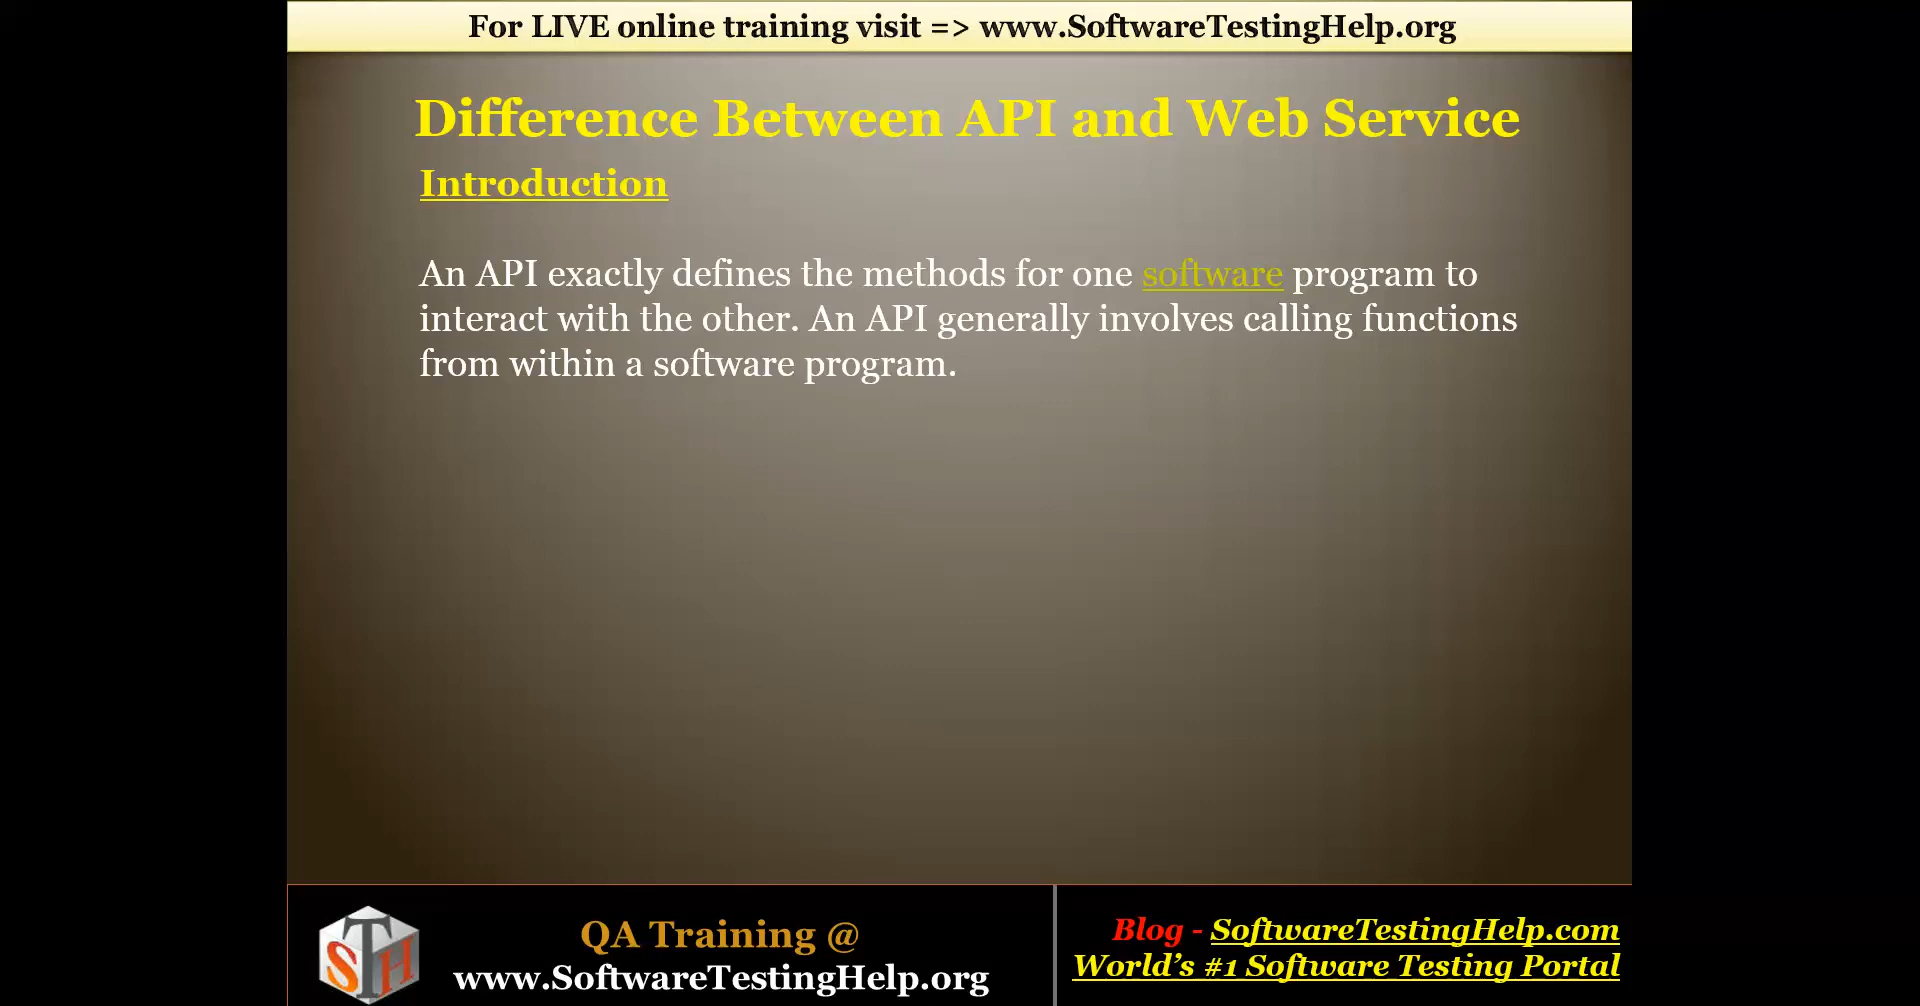 For LIVE online training visit => www.SoftwareTestingHelp.org
Difference Between API and Web Service
Introduction
An API exactly defines the methods for one software program to
interact with the other. An API generally involves calling functions
from within a software program.
STH
QA Training @
www.SoftwareTestingHelp.org
Blog - SoftwareTestingHelp.com
World’s #1 Software Testing Portal